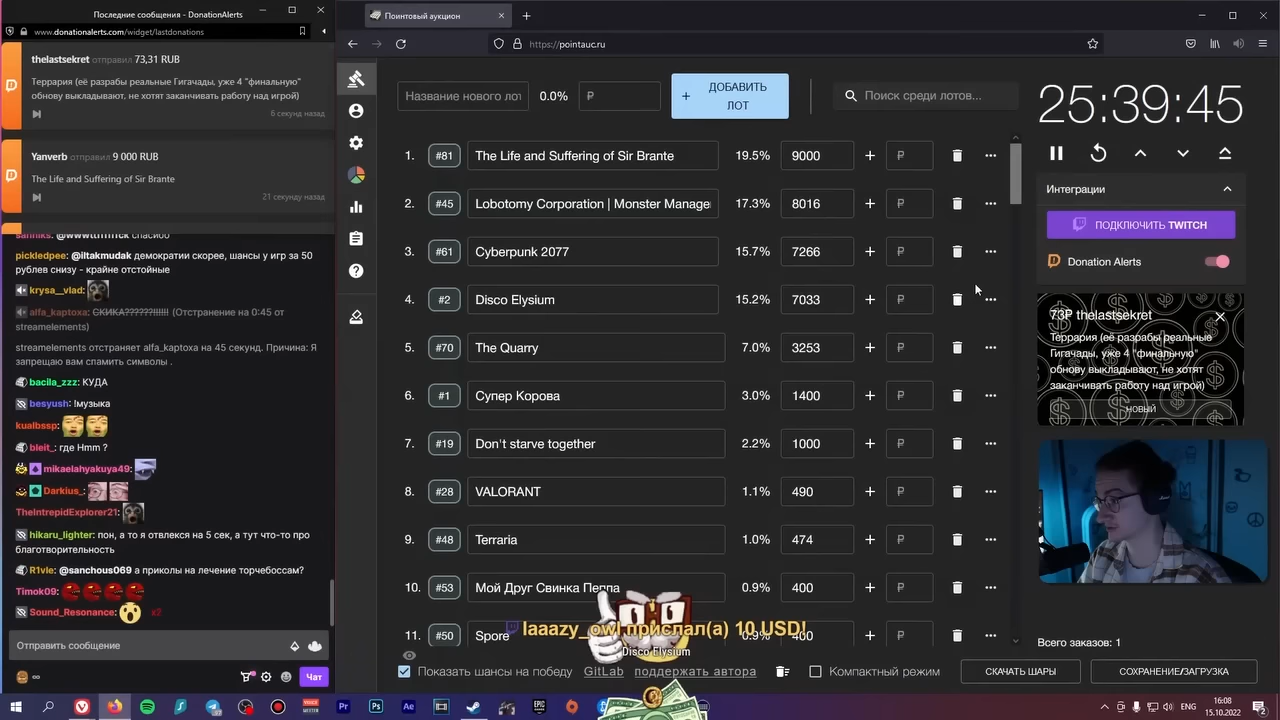 Последние сообщения - DonationAlerts
www.donationalerts.com/widget/lastdonations
thelastsekret отправил 73,31 RUB
Террария (её разрабы реальные Гигачады, уже 4 "финальную"
обнову выкладывают, не хотят заканчивать работу над игрой)
6 секунд назад
Yanverb отправил 9 000 RUB
The Life and Suffering of Sir Brante
21 секунду назад
pickledpee: @lltakmudak демократии скорее, шансы у игр за 50
рублев снизу - крайне отстойные
krysa__vlad:
alfa_kaptoxa: СКИКА??????!!!!!! (Отстранение на 0:45 от
streamelements)
streamelements отстраняет alfa_kaptoxa на 45 секунд. Причина: Я
запрещаю вам спамить символы .
bacila_zzz: КУДА
besyush: !музыка
kualbssp:
bleit_: где Hmm ?
mikaelahyakuya49:
Darkius_:
TheIntrepidExplorer21:
hikaru_lighter: пон, а то я отвлекся на 5 сек, а тут что-то про
благотворительность
R1vle: @sanchous069 а приколы на лечение торчебоссам?
Timok09:
Sound_Resonance: x2
Отправить сообщение
∞
Чат
Поинтовый аукцион
https://pointauc.ru
Название нового лот
0.0%
₽
+ ДОБАВИТЬ
ЛОТ
Поиск среди лотов...
1. #81 The Life and Suffering of Sir Brante 19.5% 9000 + ₽
2. #45 Lobotomy Corporation | Monster Manage 17.3% 8016 + ₽
3. #61 Cyberpunk 2077 15.7% 7266 + ₽
4. #2 Disco Elysium 15.2% 7033 + ₽
5. #70 The Quarry 7.0% 3253 + ₽
6. #1 Супер Корова 3.0% 1400 + ₽
7. #19 Don't starve together 2.2% 1000 + ₽
8. #28 VALORANT 1.1% 490 + ₽
9. #48 Terraria 1.0% 474 + ₽
10. #53 Мой друг Свинка Пеппа 0.9% 400 + ₽
11. #50 Spore 0.9% 400 + ₽
laaazy_owl прислал(а) 10 USD!
Disco Elysium
Показать шансы на победу
GitLab
поддержать автора
Компактный режим
СКАЧАТЬ ШАРЫ
СОХРАНЕНИЕ/ЗАГРУЗКА
25:39:45
Интеграции
ПОДКЛЮЧИТЬ TWITCH
Donation Alerts
73₽ thelastsekret
Террария (её разрабы реальные
Гигачады, уже 4 "финальную"
обнову выкладывают, не хотят
заканчивать работу над игрой)
НОВЫЙ
Всего заказов: 1
ENG
16:08
15.10.2022
2